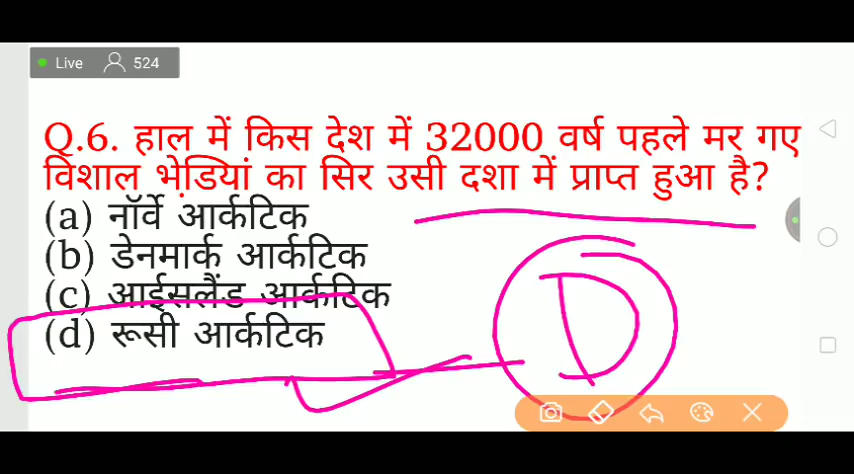 Live 524
Q.6. हाल में किस देश में 32000 वर्ष पहले मर गए
विशाल भेड़ियां का सिर उसी दशा में प्राप्त हुआ है?
(a) नॉर्वे आर्कटिक
(b) डेनमार्क आर्कटिक
(c) आईसलैंड आर्कटिक
(d) रूसी आर्कटिक
D